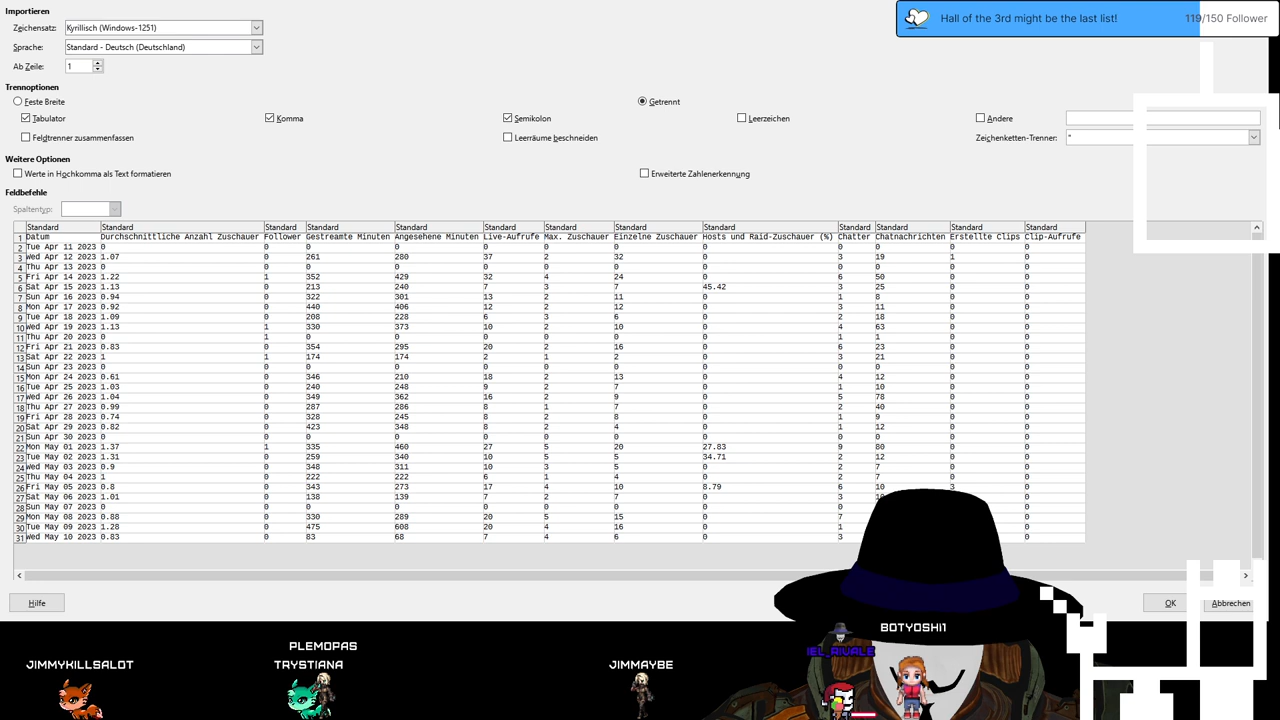 Importieren
Zeichensatz: Kyrillisch (Windows-1251)
Sprache: Standard - Deutsch (Deutschland)
Ab Zeile: 1
Hall of the 3rd might be the last list! 119/150 Follower
Trennoptionen
Feste Breite Getrennt
Tabulator Komma Semikolon Leerzeichen Andere
Feldtrenner zusammenfassen Leerräume beschneiden Zeichenketten-Trenner: "
Weitere Optionen
Werte in Hochkomma als Text formatieren Erweiterte Zahlenerkennung
Feldbefehle
Spaltentyp:
Standard Standard Standard Standard Standard Standard Standard Standard Standard Standard Standard Standard Standard
1 Datum Durchschnittliche Anzahl Zuschauer Follower Gestreamte Minuten Angesehene Minuten Live-Aufrufe Max. Zuschauer Einzelne Zuschauer Hosts und Raid-Zuschauer (%) Chatter Chatnachrichten Erstellte Clips Clip-Aufrufe
2 Tue Apr 11 2023 0 0 0 0 0 0 0 0 0 0 0 0
3 Wed Apr 12 2023 1.07 0 261 280 37 2 32 0 3 19 1 0
4 Thu Apr 13 2023 0 0 0 0 0 0 0 0 0 0 0 0
5 Fri Apr 14 2023 1.22 1 352 429 32 4 24 0 6 50 0 0
6 Sat Apr 15 2023 1.13 0 213 240 7 3 7 45.42 3 25 0 0
7 Sun Apr 16 2023 0.94 0 322 301 13 2 11 0 1 8 0 0
8 Mon Apr 17 2023 0.92 0 440 406 12 2 12 0 3 11 0 0
9 Tue Apr 18 2023 1.09 0 208 228 6 3 6 0 2 18 0 0
10 Wed Apr 19 2023 1.13 1 330 373 10 2 10 0 4 63 0 0
11 Thu Apr 20 2023 0 1 0 0 0 0 0 0 1 1 0 0
12 Fri Apr 21 2023 0.83 0 354 295 20 2 16 0 6 23 0 0
13 Sat Apr 22 2023 1 1 174 174 2 1 2 0 3 21 0 0
14 Sun Apr 23 2023 0 0 0 0 0 0 0 0 0 0 0 0
15 Mon Apr 24 2023 0.61 0 346 210 18 2 13 0 4 12 0 0
16 Tue Apr 25 2023 1.03 0 240 248 9 2 7 0 1 10 0 0
17 Wed Apr 26 2023 1.04 0 349 362 16 2 9 0 5 78 0 0
18 Thu Apr 27 2023 0.99 0 287 286 8 1 7 0 2 40 0 0
19 Fri Apr 28 2023 0.74 0 328 245 8 2 8 0 1 9 0 0
20 Sat Apr 29 2023 0.82 0 423 348 8 2 4 0 1 12 0 0
21 Sun Apr 30 2023 0 0 0 0 0 0 0 0 0 0 0 0
22 Mon May 01 2023 1.37 1 335 460 27 5 20 27.83 9 80 0 0
23 Tue May 02 2023 1.31 0 259 340 10 5 5 34.71 2 12 0 0
24 Wed May 03 2023 0.9 0 348 311 10 3 5 0 2 7 0 0
25 Thu May 04 2023 1 0 222 222 6 1 4 0 2 7 0 0
26 Fri May 05 2023 0.8 0 343 273 17 4 10 8.79 6 10 3 0
27 Sat May 06 2023 1.01 0 138 139 7 2 7 0 3 0
28 Sun May 07 2023 0 0 0 0 0 0 0 0 0 0
29 Mon May 08 2023 0.88 0 330 289 20 5 15 0 7 0
30 Tue May 09 2023 1.28 0 475 608 20 4 16 0 1 0
31 Wed May 10 2023 0.83 0 83 68 7 4 6 0 3 0
Hilfe OK Abbrechen
BOTYOSHI1
PLEMOPAS
IEL_RIVALE
JIMMYKILLSALOT TRYSTIANA JIMMAYBE